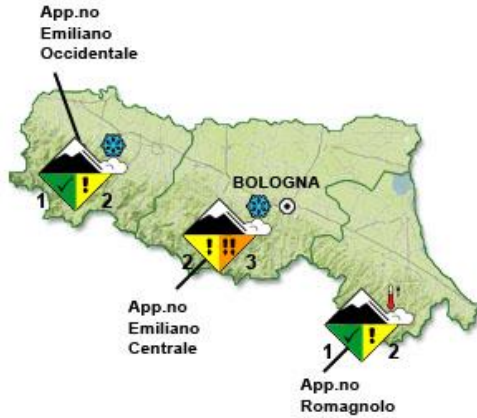 App.no
Emiliano
Occidentale
1 ! 2
BOLOGNA
2 ! !! 3
App.no
Emiliano
Centrale
1 ! 2
App.no
Romagnolo